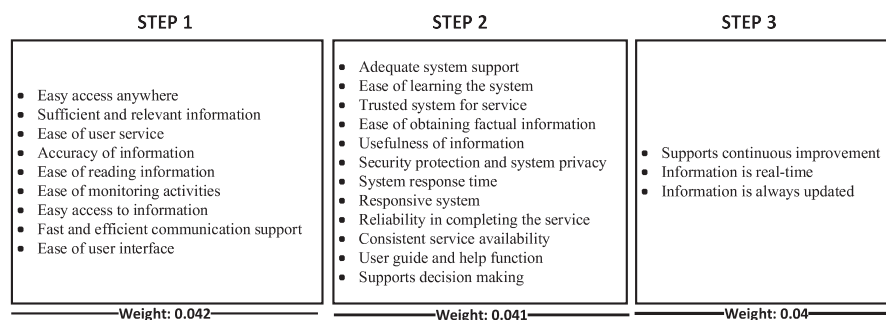 STEP 1
Easy access anywhere
Sufficient and relevant information
Ease of user service
Accuracy of information
Ease of reading information
Ease of monitoring activities
Easy access to information
Fast and efficient communication support
Ease of user interface
Weight: 0.042
STEP 2
Adequate system support
Ease of learning the system
Trusted system for service
Ease of obtaining factual information
Usefulness of information
Security protection and system privacy
System response time
Responsive system
Reliability in completing the service
Consistent service availability
User guide and help function
Supports decision making
Weight: 0.041
STEP 3
Supports continuous improvement
Information is real-time
Information is always updated
Weight: 0.04